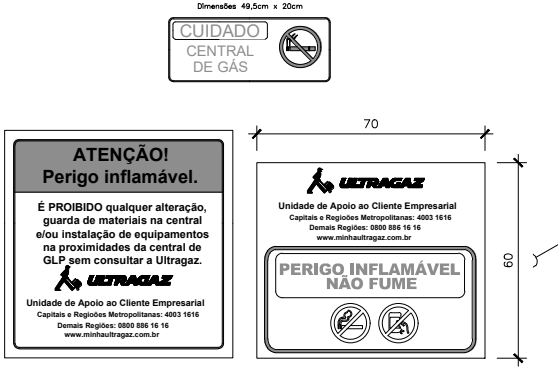 Dimensões 49,5cm x 20cm
CUIDADO
CENTRAL
DE GÁS
ATENÇÃO!
Perigo inflamável.
É PROIBIDO qualquer alteração,
guarda de materiais na central
e/ou instalação de equipamentos
na proximidades da central de
GLP sem consultar a Ultragaz.
ULTRAGAZ
Unidade de Apoio ao Cliente Empresarial
Capitais e Regioões Metropolitanas: 4003 1616
Demais Regiões: 0800 886 16 16
www.minhaultragaz.com.br
70
ULTRAGAZ
Unidade de Apoio ao Cliente Empresarial
Capitais e Regioões Metropolitanas: 4003 1616
Demais Regiões: 0800 886 16 16
www.minhaultragaz.com.br
PERIGO INFLAMÁVEL
NÃO FUME
60